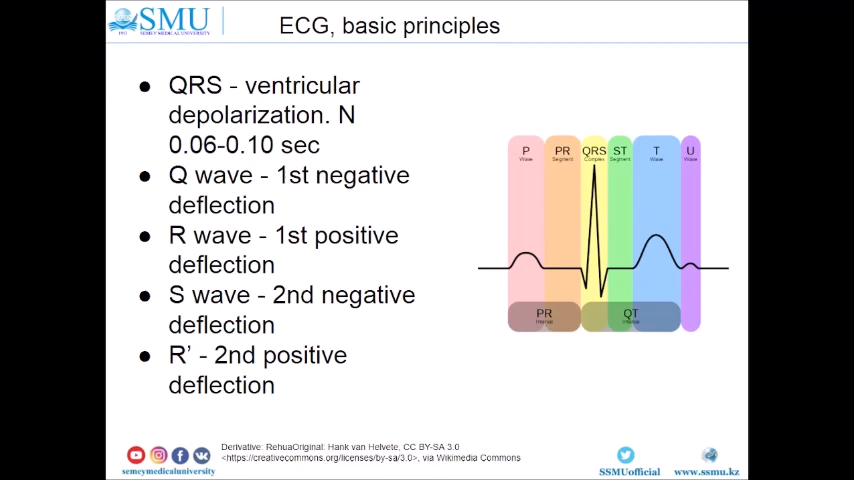 SMU
SEMEY MEDICAL UNIVERSITY
ECG, basic principles
● QRS - ventricular
depolarization. N
0.06-0.10 sec
● Q wave - 1st negative
deflection
● R wave - 1st positive
deflection
● S wave - 2nd negative
deflection
● R’ - 2nd positive
deflection
P PR QRS ST T U
Wave Segment Complex Segment Wave Wave
PR QT
Interval Interval
Derivative: RehuaOriginal: Hank van Helvete, CC BY-SA 3.0
<https://creativecommons.org/licenses/by-sa/3.0>, via Wikimedia Commons
semeymedicaluniversity
SSMUofficial
www.ssmu.kz